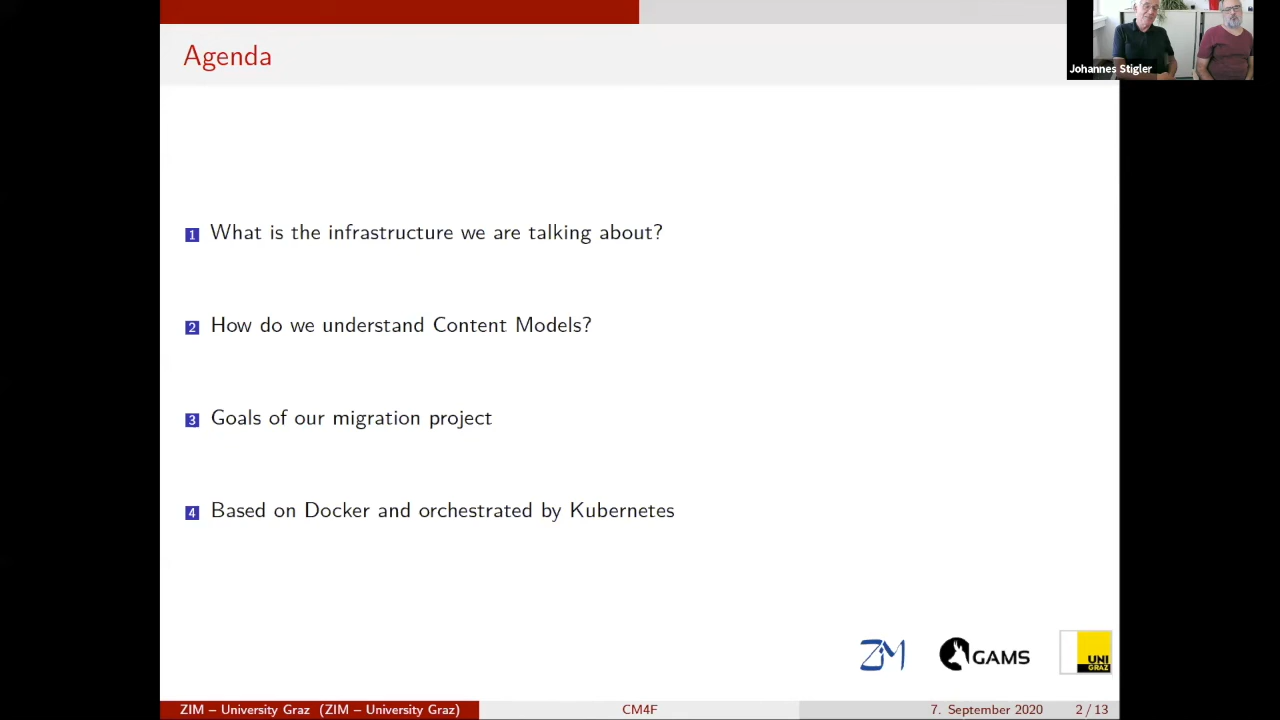 Agenda
Johannes Stigler
1 What is the infrastructure we are talking about?
2 How do we understand Content Models?
3 Goals of our migration project
4 Based on Docker and orchestrated by Kubernetes
ZIM
GAMS
UNI
GRAZ
ZIM – University Graz (ZIM – University Graz)
CM4F
7. September 2020
2 / 13